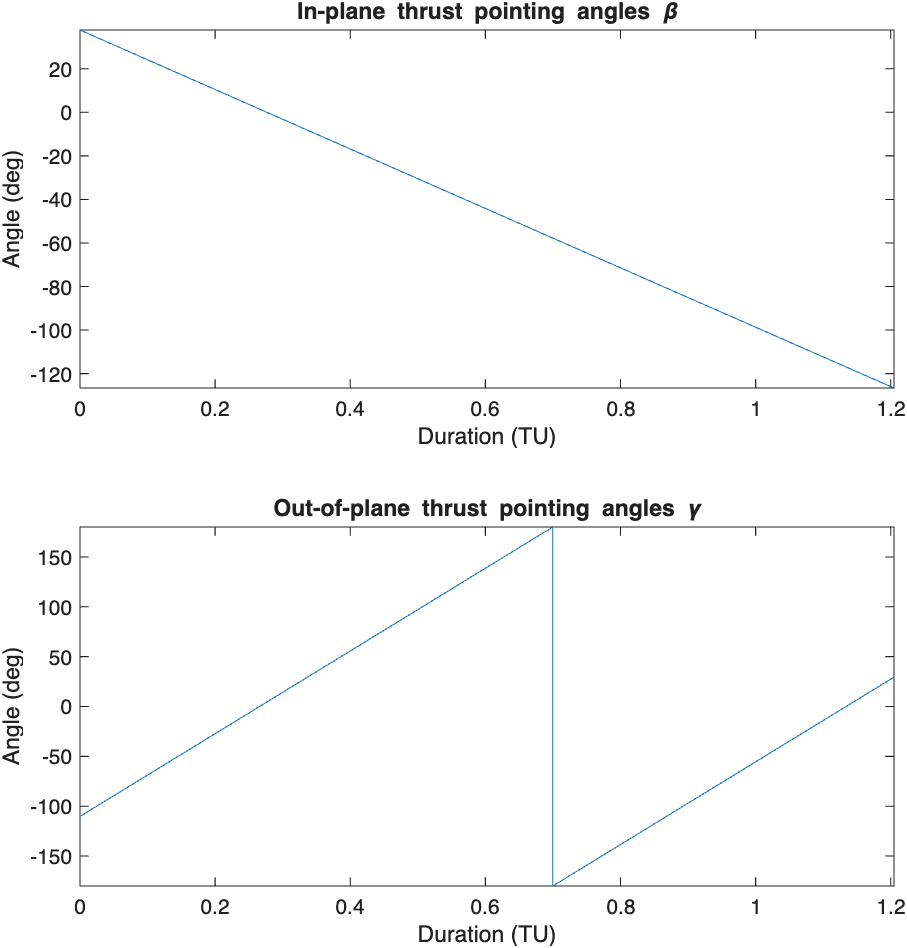 In-plane thrust pointing angles β
20
0
-20
-40
-60
-80
-100
-120
Angle (deg)
0 0.2 0.4 0.6 0.8 1 1.2
Duration (TU)
Out-of-plane thrust pointing angles γ
150
100
50
0
-50
-100
-150
Angle (deg)
0 0.2 0.4 0.6 0.8 1 1.2
Duration (TU)